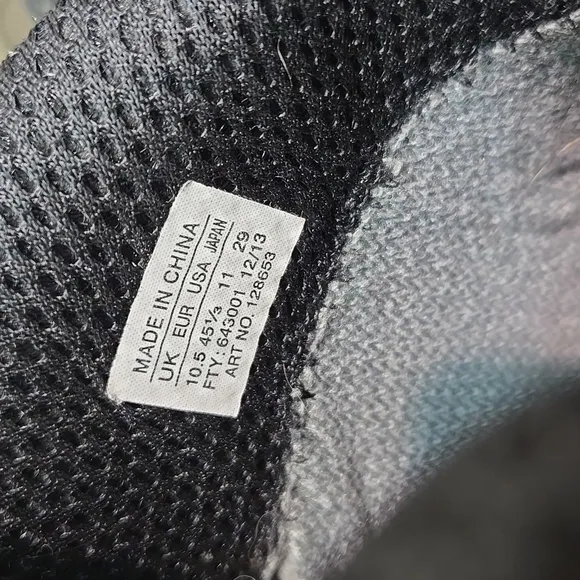 MADE IN CHINA
UK EUR USA JAPAN
10.5 45⅓ 11 29
FTY: 643001 12/13
ART NO. 128653